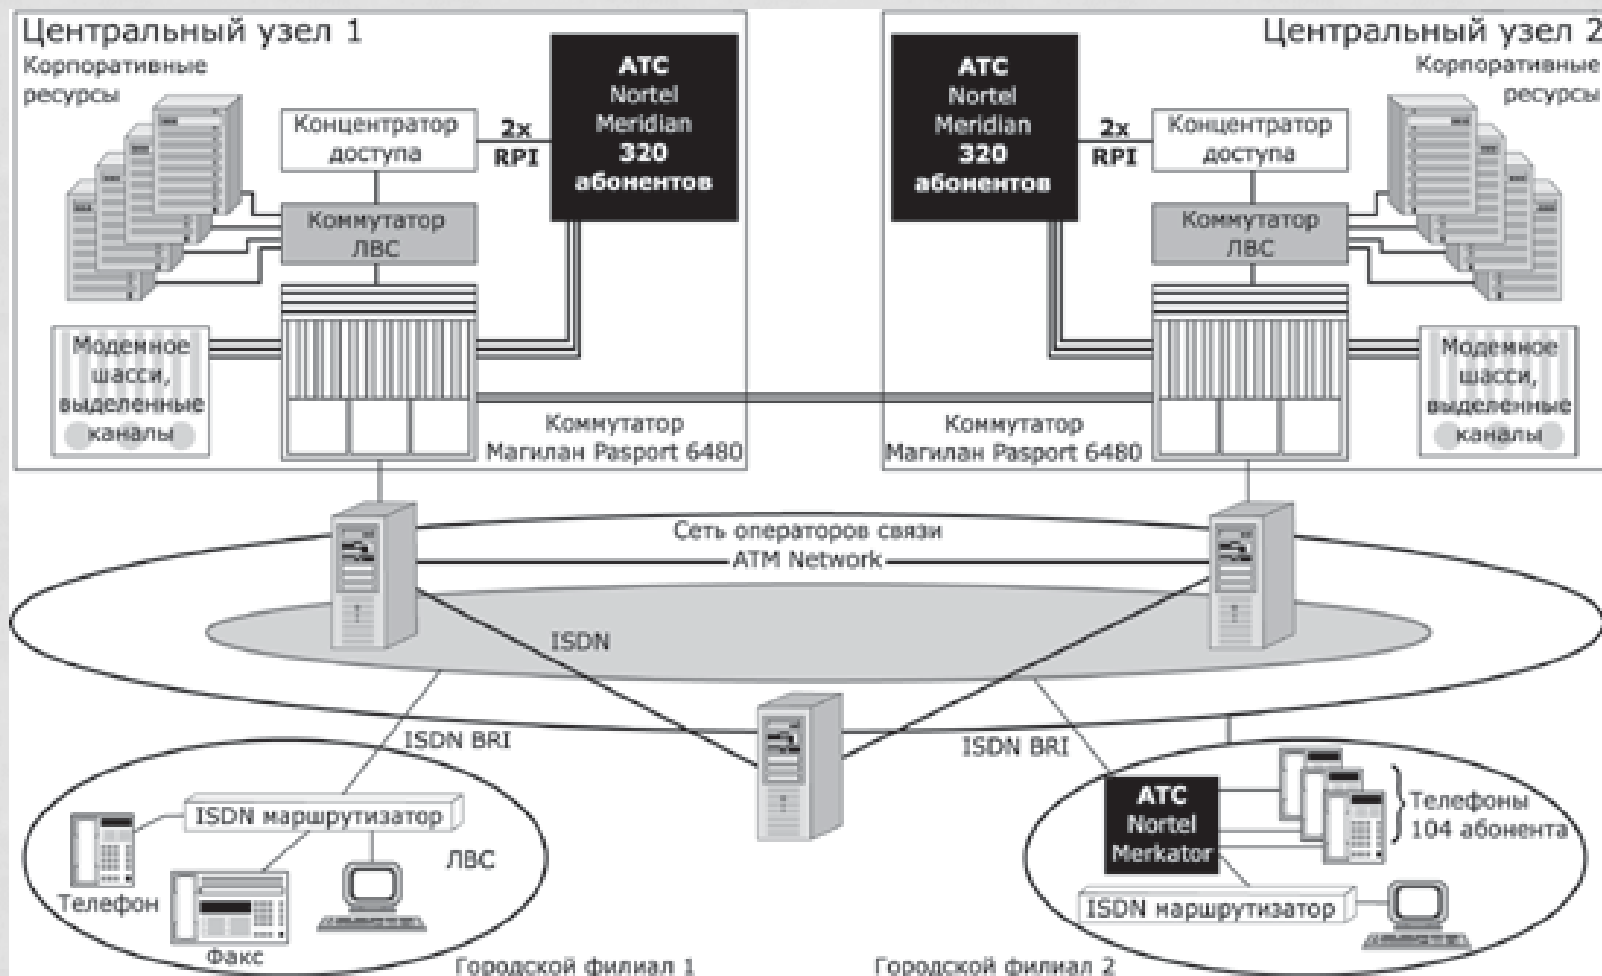 Центральный узел 1
Корпоративные
ресурсы
Концентратор
доступа
2x
RPI
АТС
Nortel
Meridian
320
абонентов
Коммутатор
ЛВС
Модемное
шасси,
выделенные
каналы
Коммутатор
Магилан Pasport 6480
Центральный узел 2
Корпоративные
ресурсы
АТС
Nortel
Meridian
320
абонентов
2x
RPI
Концентратор
доступа
Коммутатор
ЛВС
Модемное
шасси,
выделенные
каналы
Коммутатор
Магилан Pasport 6480
Сеть операторов связи
ATM Network
ISDN
ISDN BRI
ISDN BRI
ISDN маршрутизатор
ЛВС
Телефон
Факс
Городской филиал 1
АТС
Nortel
Merkator
Телефоны
104 абонента
ISDN маршрутизатор
Городской филиал 2